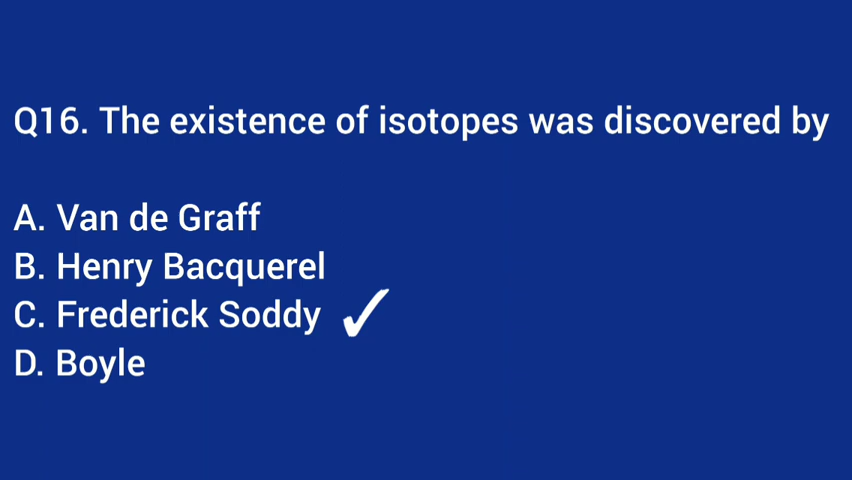 Q16. The existence of isotopes was discovered by
A. Van de Graff
B. Henry Bacquerel
C. Frederick Soddy ✓
D. Boyle